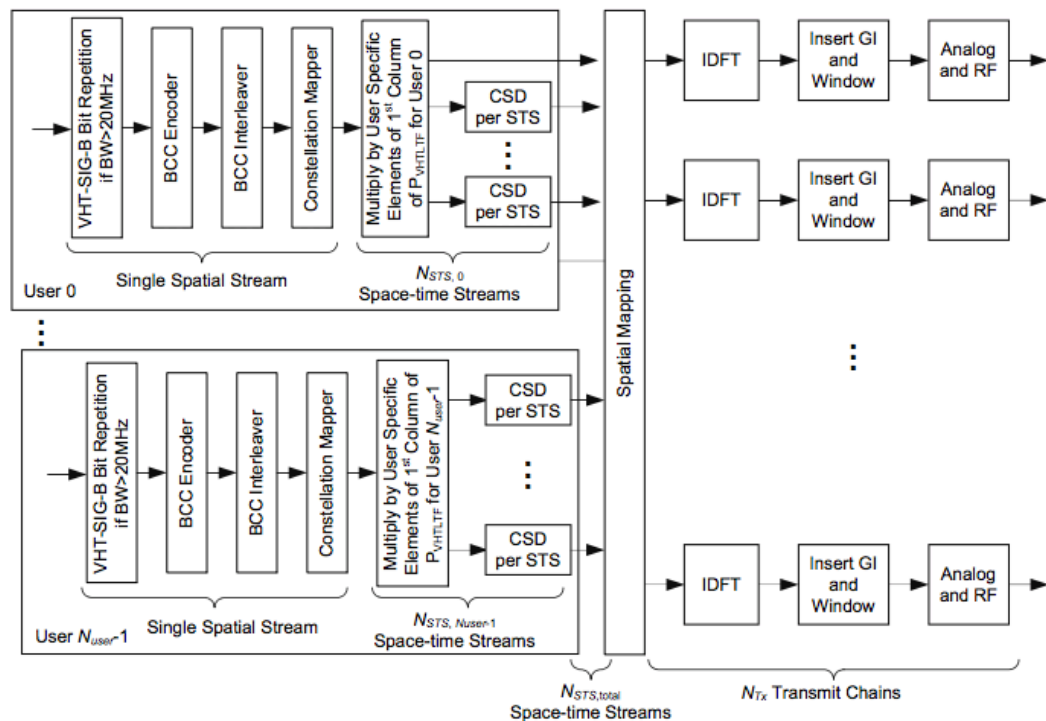 VHT-SIG-B Bit Repetition
if BW>20MHz
BCC Encoder
BCC Interleaver
Constellation Mapper
Multiply by User Specific
Elements of 1st Column
of PVHTLTF for User 0
CSD
per STS
CSD
per STS
Single Spatial Stream
NSTS, 0
Space-time Streams
User 0
VHT-SIG-B Bit Repetition
if BW>20MHz
BCC Encoder
BCC Interleaver
Constellation Mapper
Multiply by User Specific
Elements of 1st Column of
PVHTLTF for User Nuser-1
CSD
per STS
CSD
per STS
Single Spatial Stream
NSTS, Nuser-1
Space-time Streams
User Nuser-1
Spatial Mapping
NSTS,total
Space-time Streams
IDFT
Insert GI
and
Window
Analog
and RF
IDFT
Insert GI
and
Window
Analog
and RF
IDFT
Insert GI
and
Window
Analog
and RF
NTx Transmit Chains